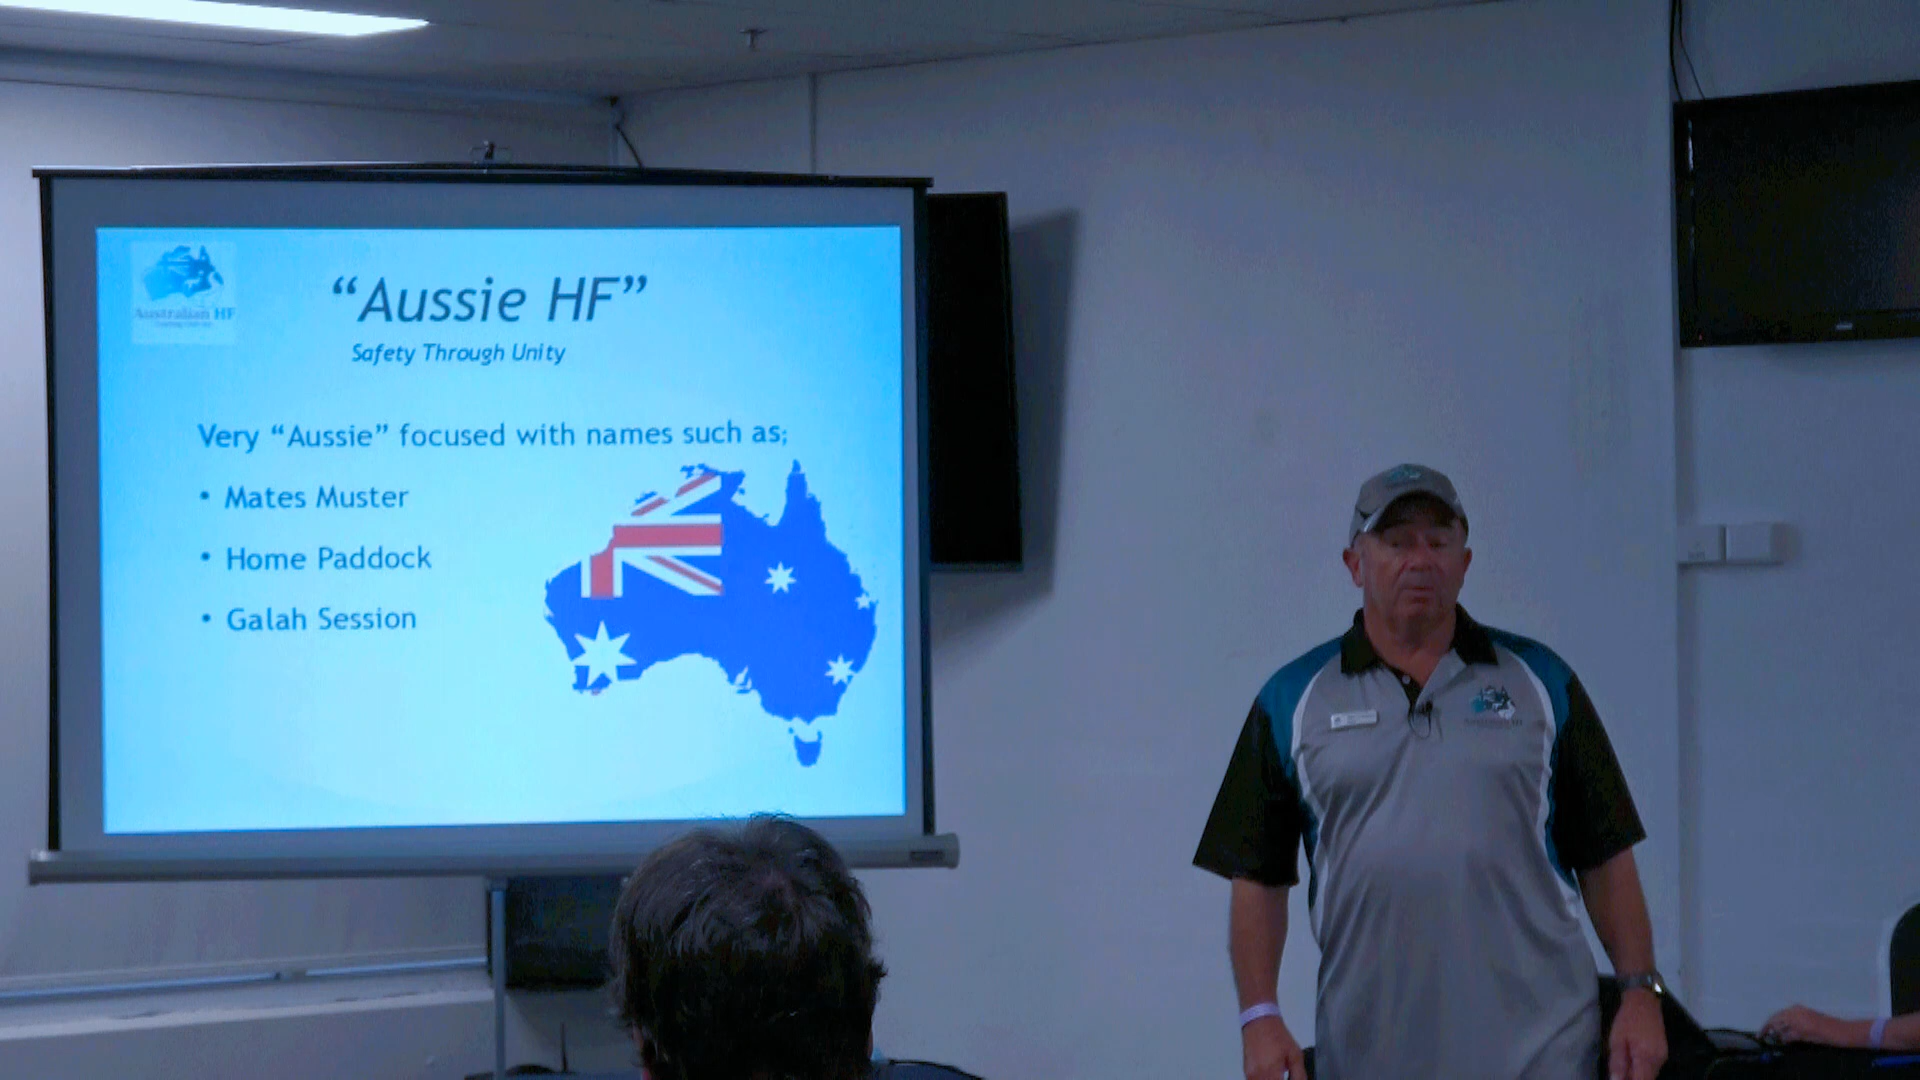 Australian HF
“Aussie HF”
Safety Through Unity
Very “Aussie” focused with names such as;
• Mates Muster
• Home Paddock
• Galah Session